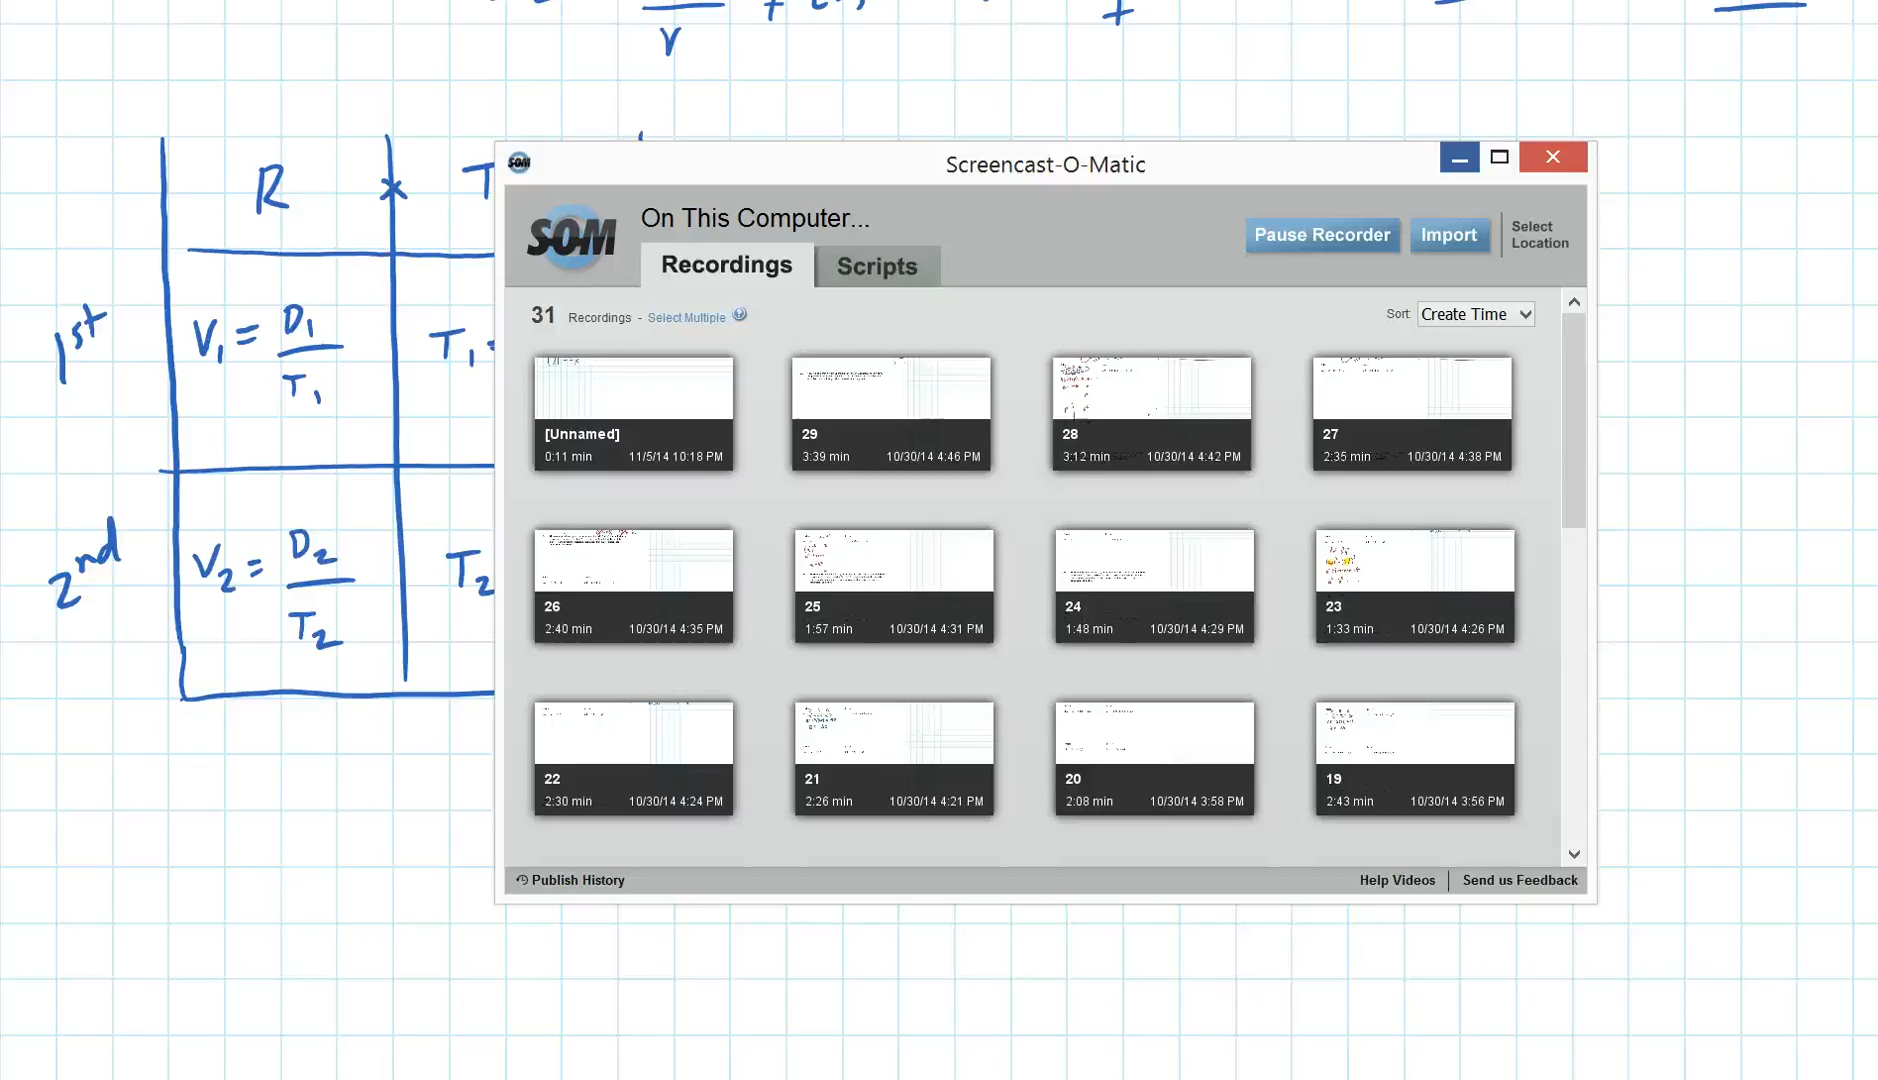 V
R × T
1st
V1 = D1/T1
T1 =
2nd
V2 = D2/T2
T2
Screencast-O-Matic
SOM
On This Computer...
Pause Recorder
Import
Select Location
Recordings
Scripts
31 Recordings - Select Multiple
Sort: Create Time
[Unnamed]
0:11 min 11/5/14 10:18 PM
29
3:39 min 10/30/14 4:46 PM
28
3:12 min 10/30/14 4:42 PM
27
2:35 min 10/30/14 4:38 PM
26
2:40 min 10/30/14 4:35 PM
25
1:57 min 10/30/14 4:31 PM
24
1:48 min 10/30/14 4:29 PM
23
1:33 min 10/30/14 4:26 PM
22
2:30 min 10/30/14 4:24 PM
21
2:26 min 10/30/14 4:21 PM
20
2:08 min 10/30/14 3:58 PM
19
2:43 min 10/30/14 3:56 PM
Publish History
Help Videos
Send us Feedback